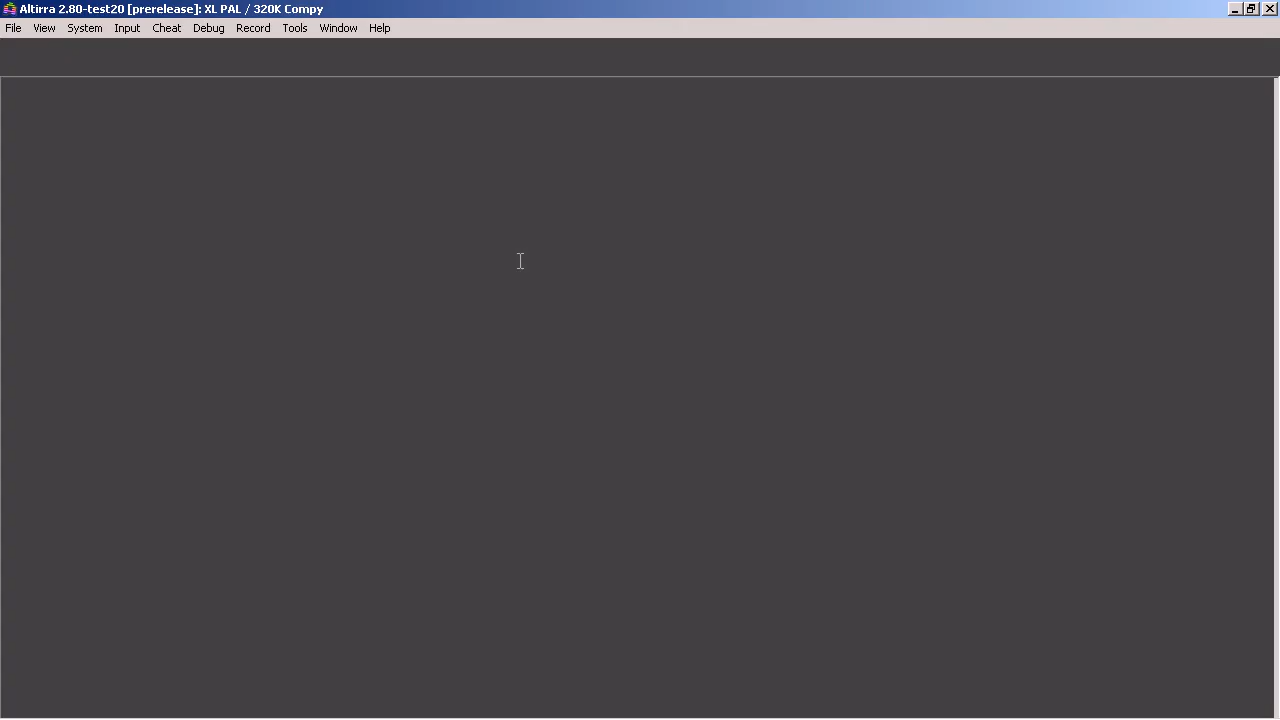 Altirra 2.80-test20 [prerelease]: XL PAL / 320K Compy
File View System Input Cheat Debug Record Tools Window Help